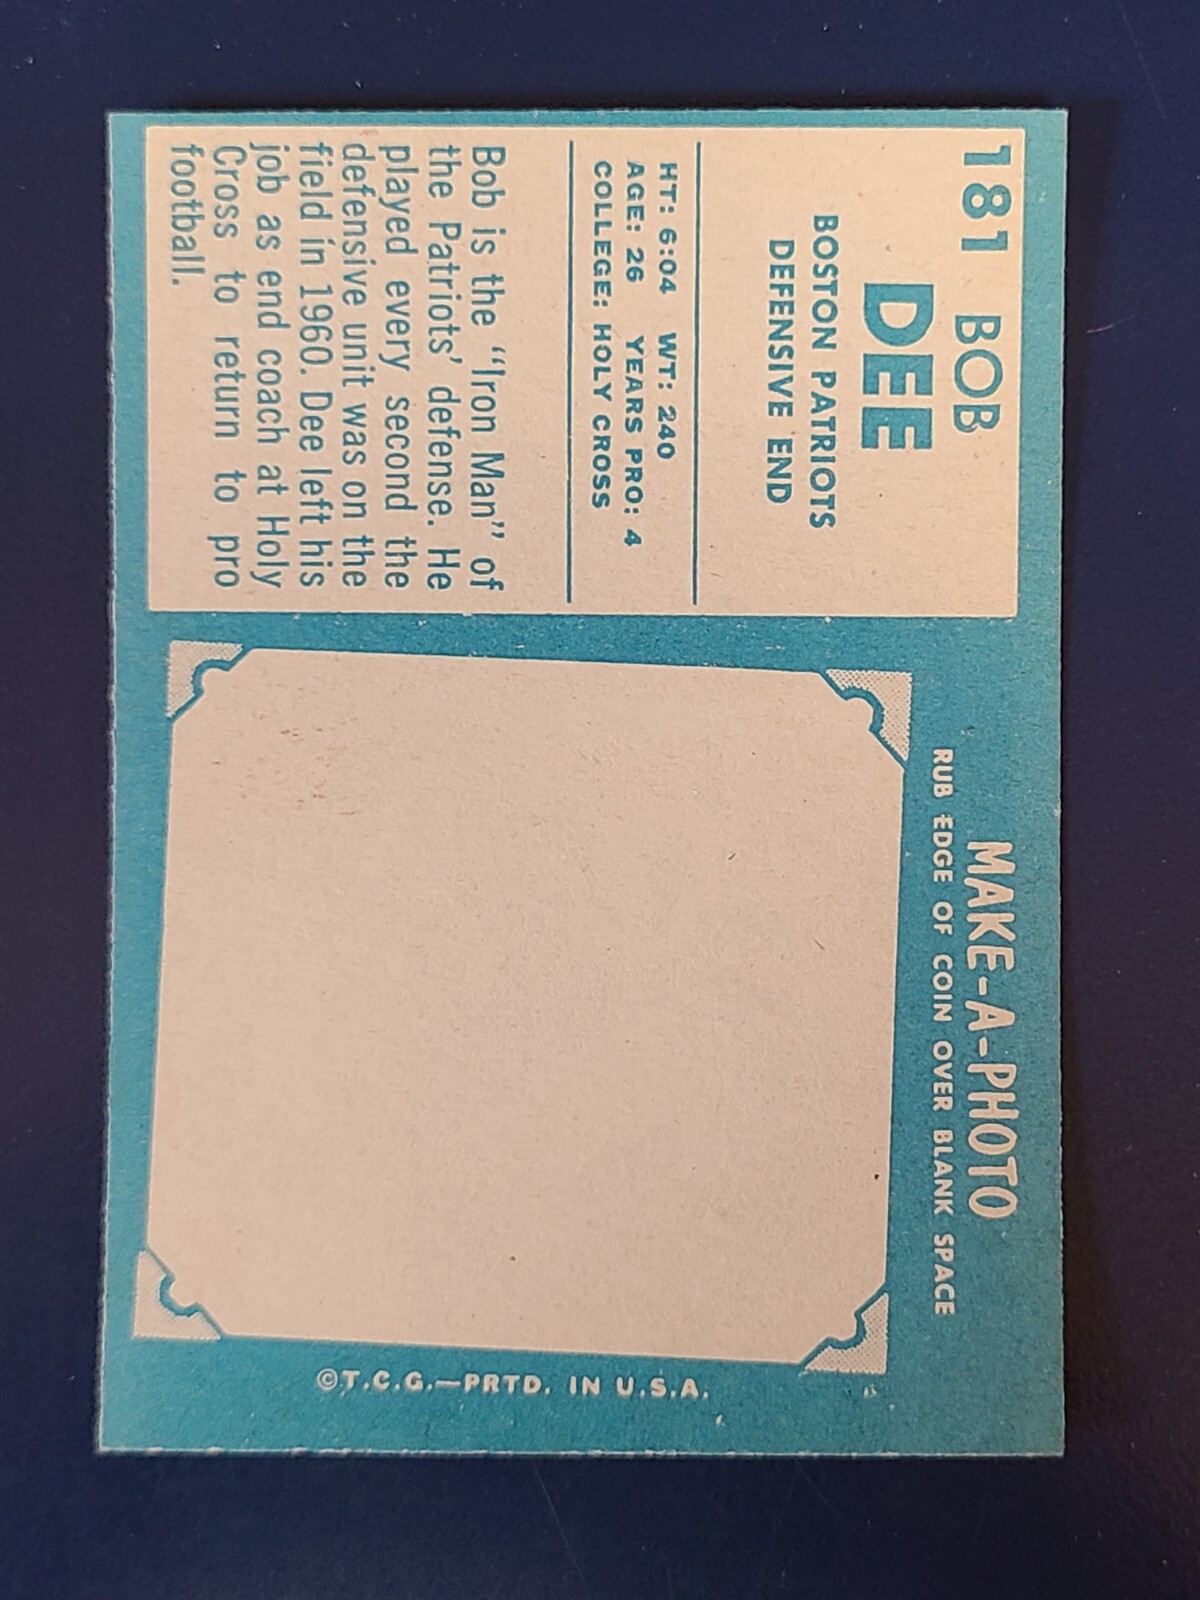 181 BOB
DEE
BOSTON PATRIOTS
DEFENSIVE END
HT: 6:04 WT: 240
AGE: 26 YEARS PRO: 4
COLLEGE: HOLY CROSS
Bob is the "Iron Man" of
the Patriots' defense. He
played every second the
defensive unit was on the
field in 1960. Dee left his
job as end coach at Holy
Cross to return to pro
football.
MAKE-A-PHOTO
RUB EDGE OF COIN OVER BLANK SPACE
©T.C.G.—PRTD. IN U.S.A.